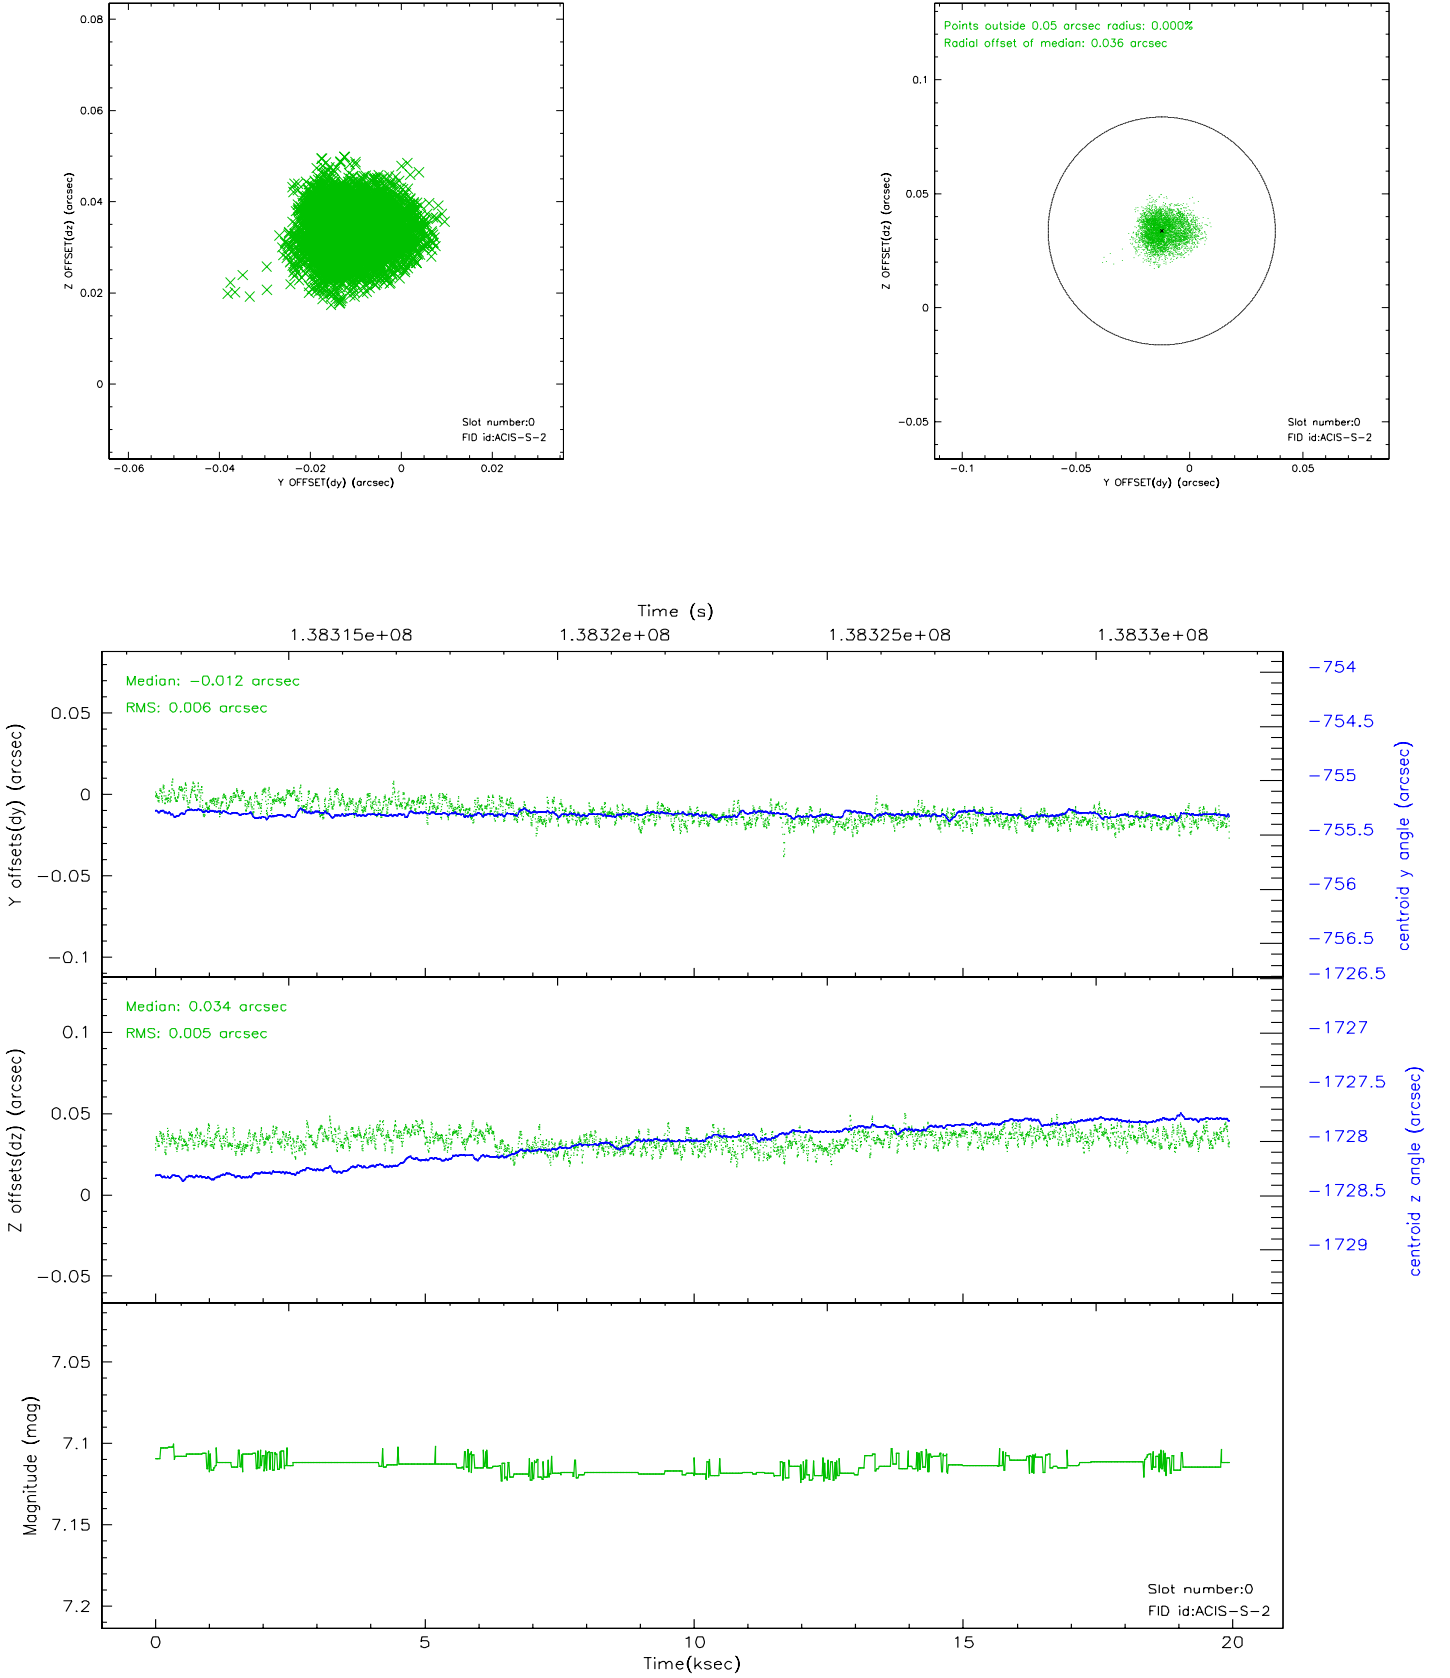 0.08
0.06
0.04
0.02
0
Z OFFSET(dz) (arcsec)
Slot number:0
FID id:ACIS-S-2
-0.06
-0.04
-0.02
0
0.02
Y OFFSET(dy) (arcsec)
Points outside 0.05 arcsec radius: 0.000%
Radial offset of median: 0.036 arcsec
0.1
0.05
0
-0.05
Z OFFSET(dz) (arcsec)
Slot number:0
FID id:ACIS-S-2
-0.1
-0.05
0
0.05
Y OFFSET(dy) (arcsec)
Time (s)
1.38315e+08
1.3832e+08
1.38325e+08
1.3833e+08
Median: -0.012 arcsec
RMS: 0.006 arcsec
0.05
0
-0.05
-0.1
Y offsets(dy) (arcsec)
-754
-754.5
-755
-755.5
-756
-756.5
centroid y angle (arcsec)
Median: 0.034 arcsec
RMS: 0.005 arcsec
0.1
0.05
0
-0.05
Z offsets(dz) (arcsec)
-1726.5
-1727
-1727.5
-1728
-1728.5
-1729
centroid z angle (arcsec)
7.05
7.1
7.15
7.2
Magnitude (mag)
Slot number:0
FID id:ACIS-S-2
0
5
10
15
20
Time(ksec)